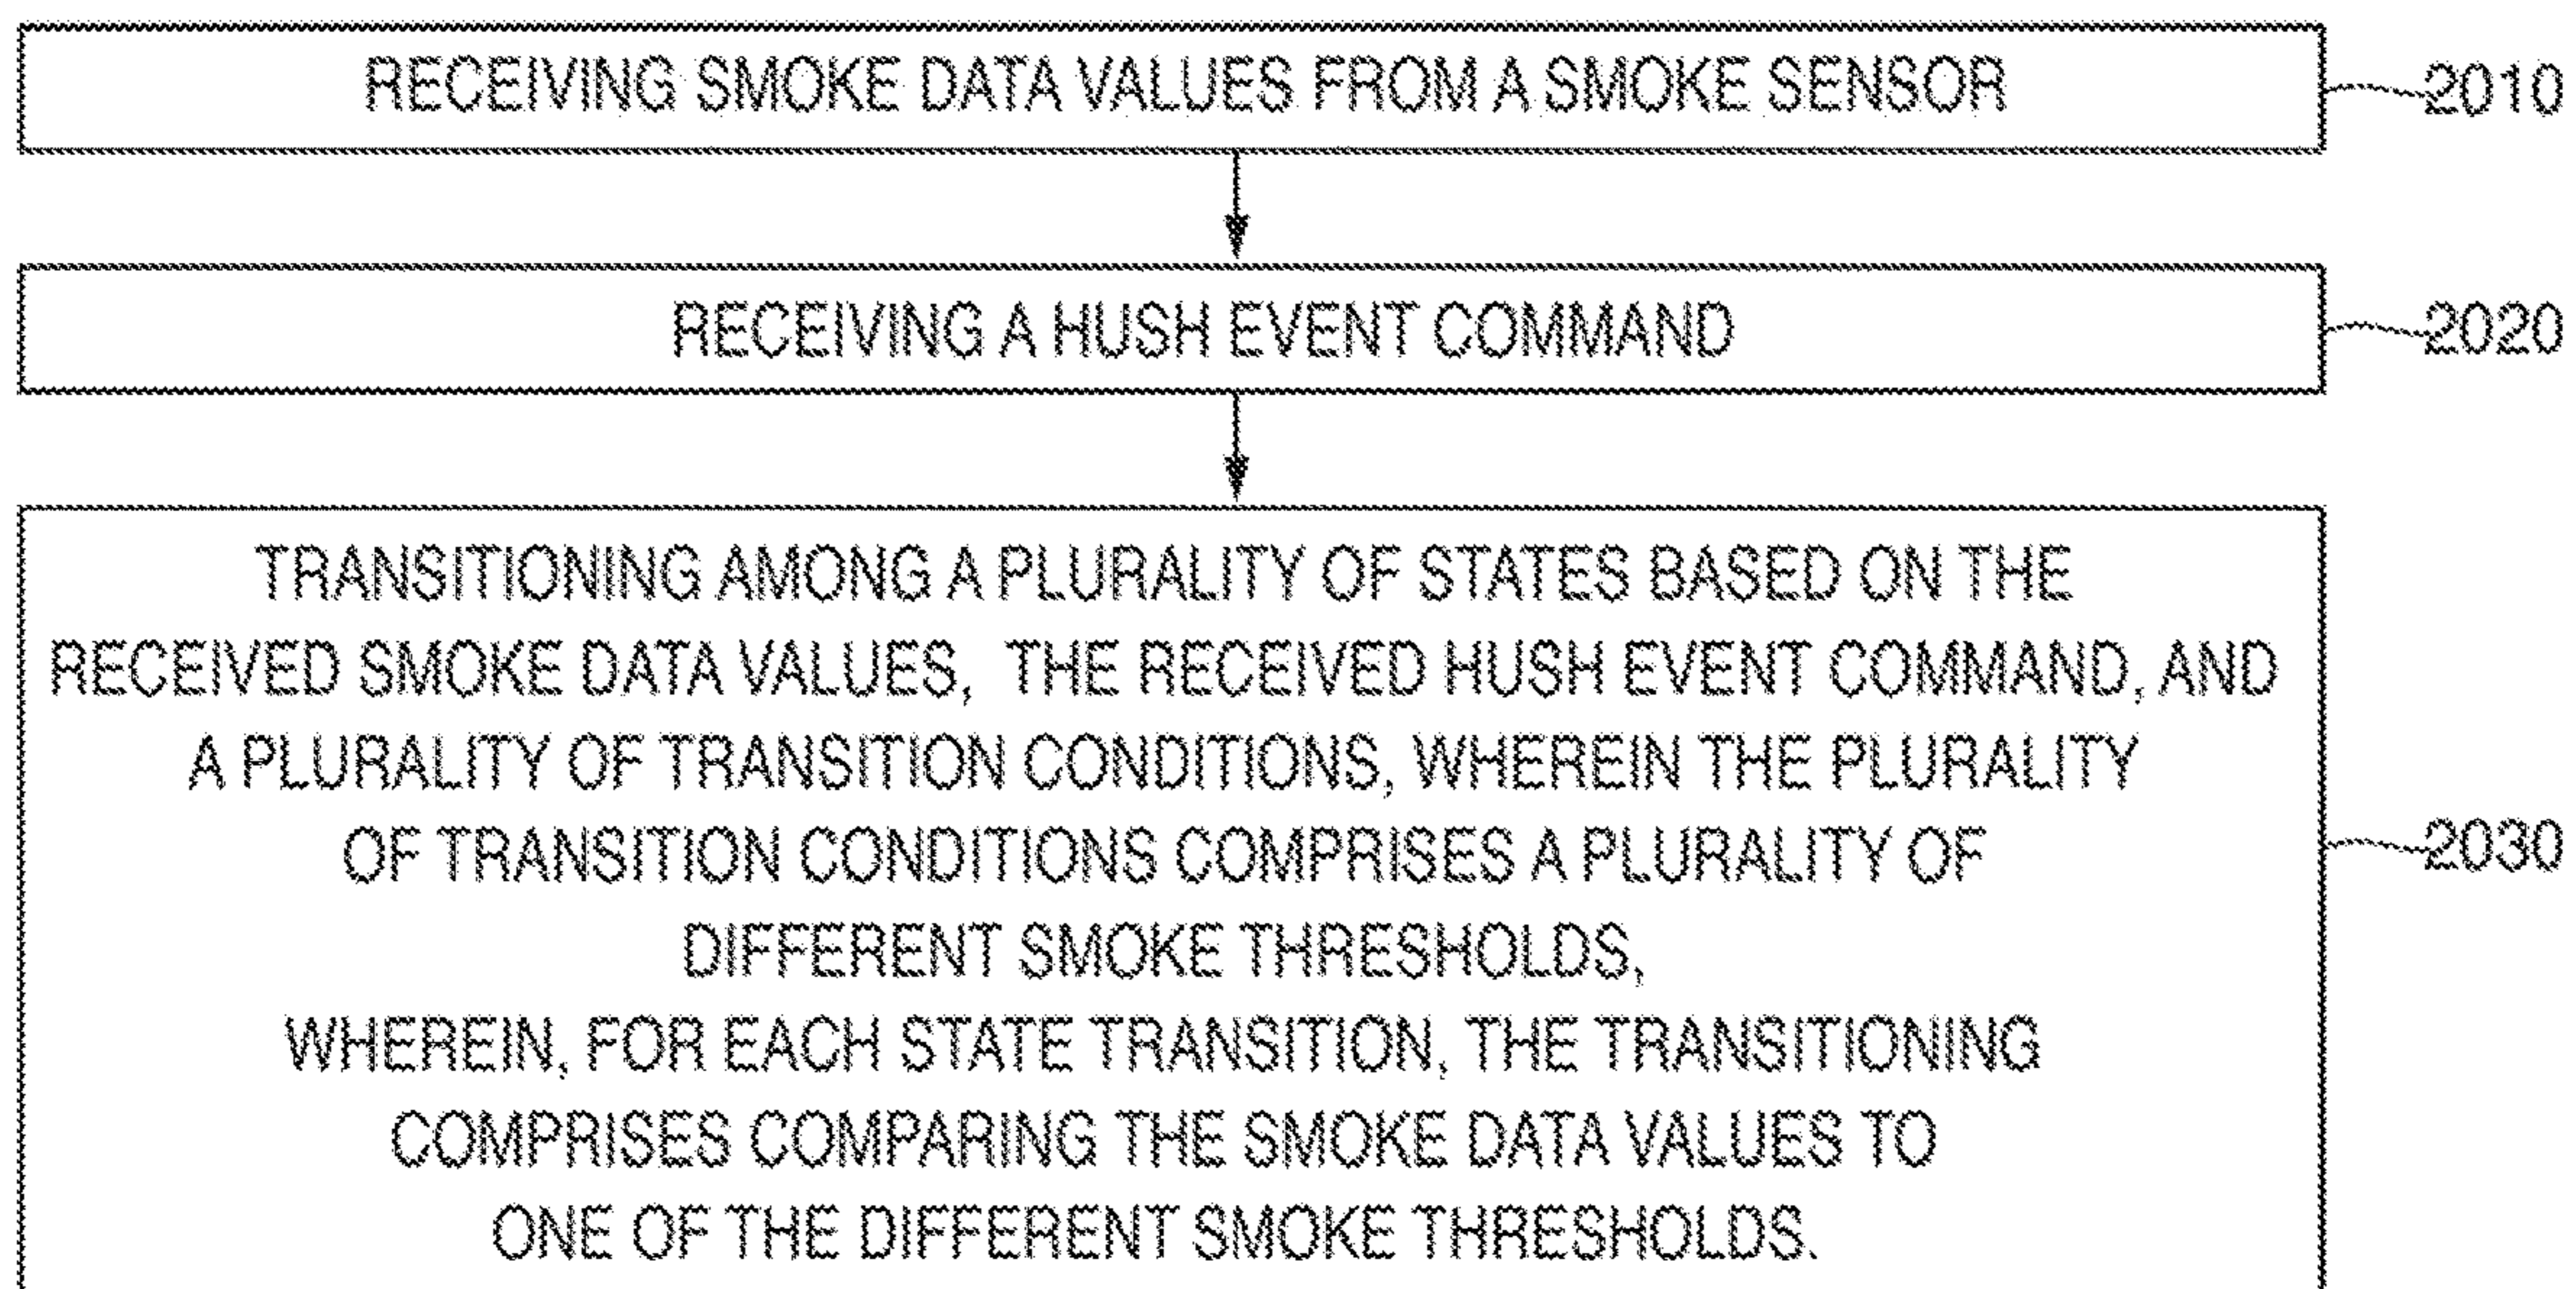 RECEIVING SMOKE DATA VALUES FROM A SMOKE SENSOR
2010
RECEIVING A HUSH EVENT COMMAND
2020
TRANSITIONING AMONG A PLURALITY OF STATES BASED ON THE
RECEIVED SMOKE DATA VALUES, THE RECEIVED HUSH EVENT COMMAND, AND
A PLURALITY OF TRANSITION CONDITIONS, WHEREIN THE PLURALITY
OF TRANSITION CONDITIONS COMPRISES A PLURALITY OF
2030
DIFFERENT SMOKE THRESHOLDS,
WHEREIN, FOR EACH STATE TRANSITION, THE TRANSITIONING
COMPRISES COMPARING THE SMOKE DATA VALUES TO
ONE OF THE DIFFERENT SMOKE THRESHOLDS.